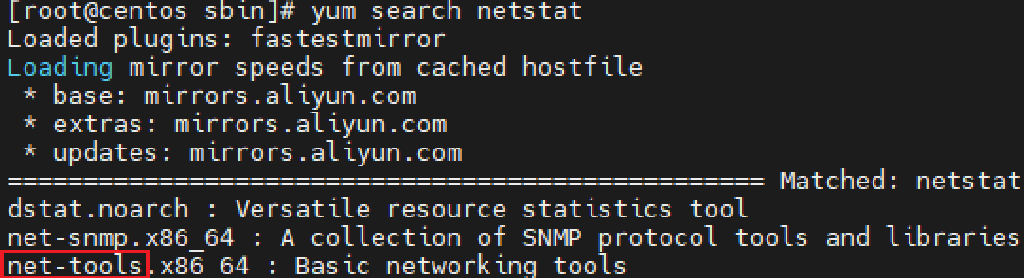 [root@centos sbin]# yum search netstat
Loaded plugins: fastestmirror
Loading mirror speeds from cached hostfile
 * base: mirrors.aliyun.com
 * extras: mirrors.aliyun.com
 * updates: mirrors.aliyun.com
================================================== Matched: netstat
dstat.noarch : Versatile resource statistics tool
net-snmp.x86_64 : A collection of SNMP protocol tools and libraries
net-tools.x86_64 : Basic networking tools